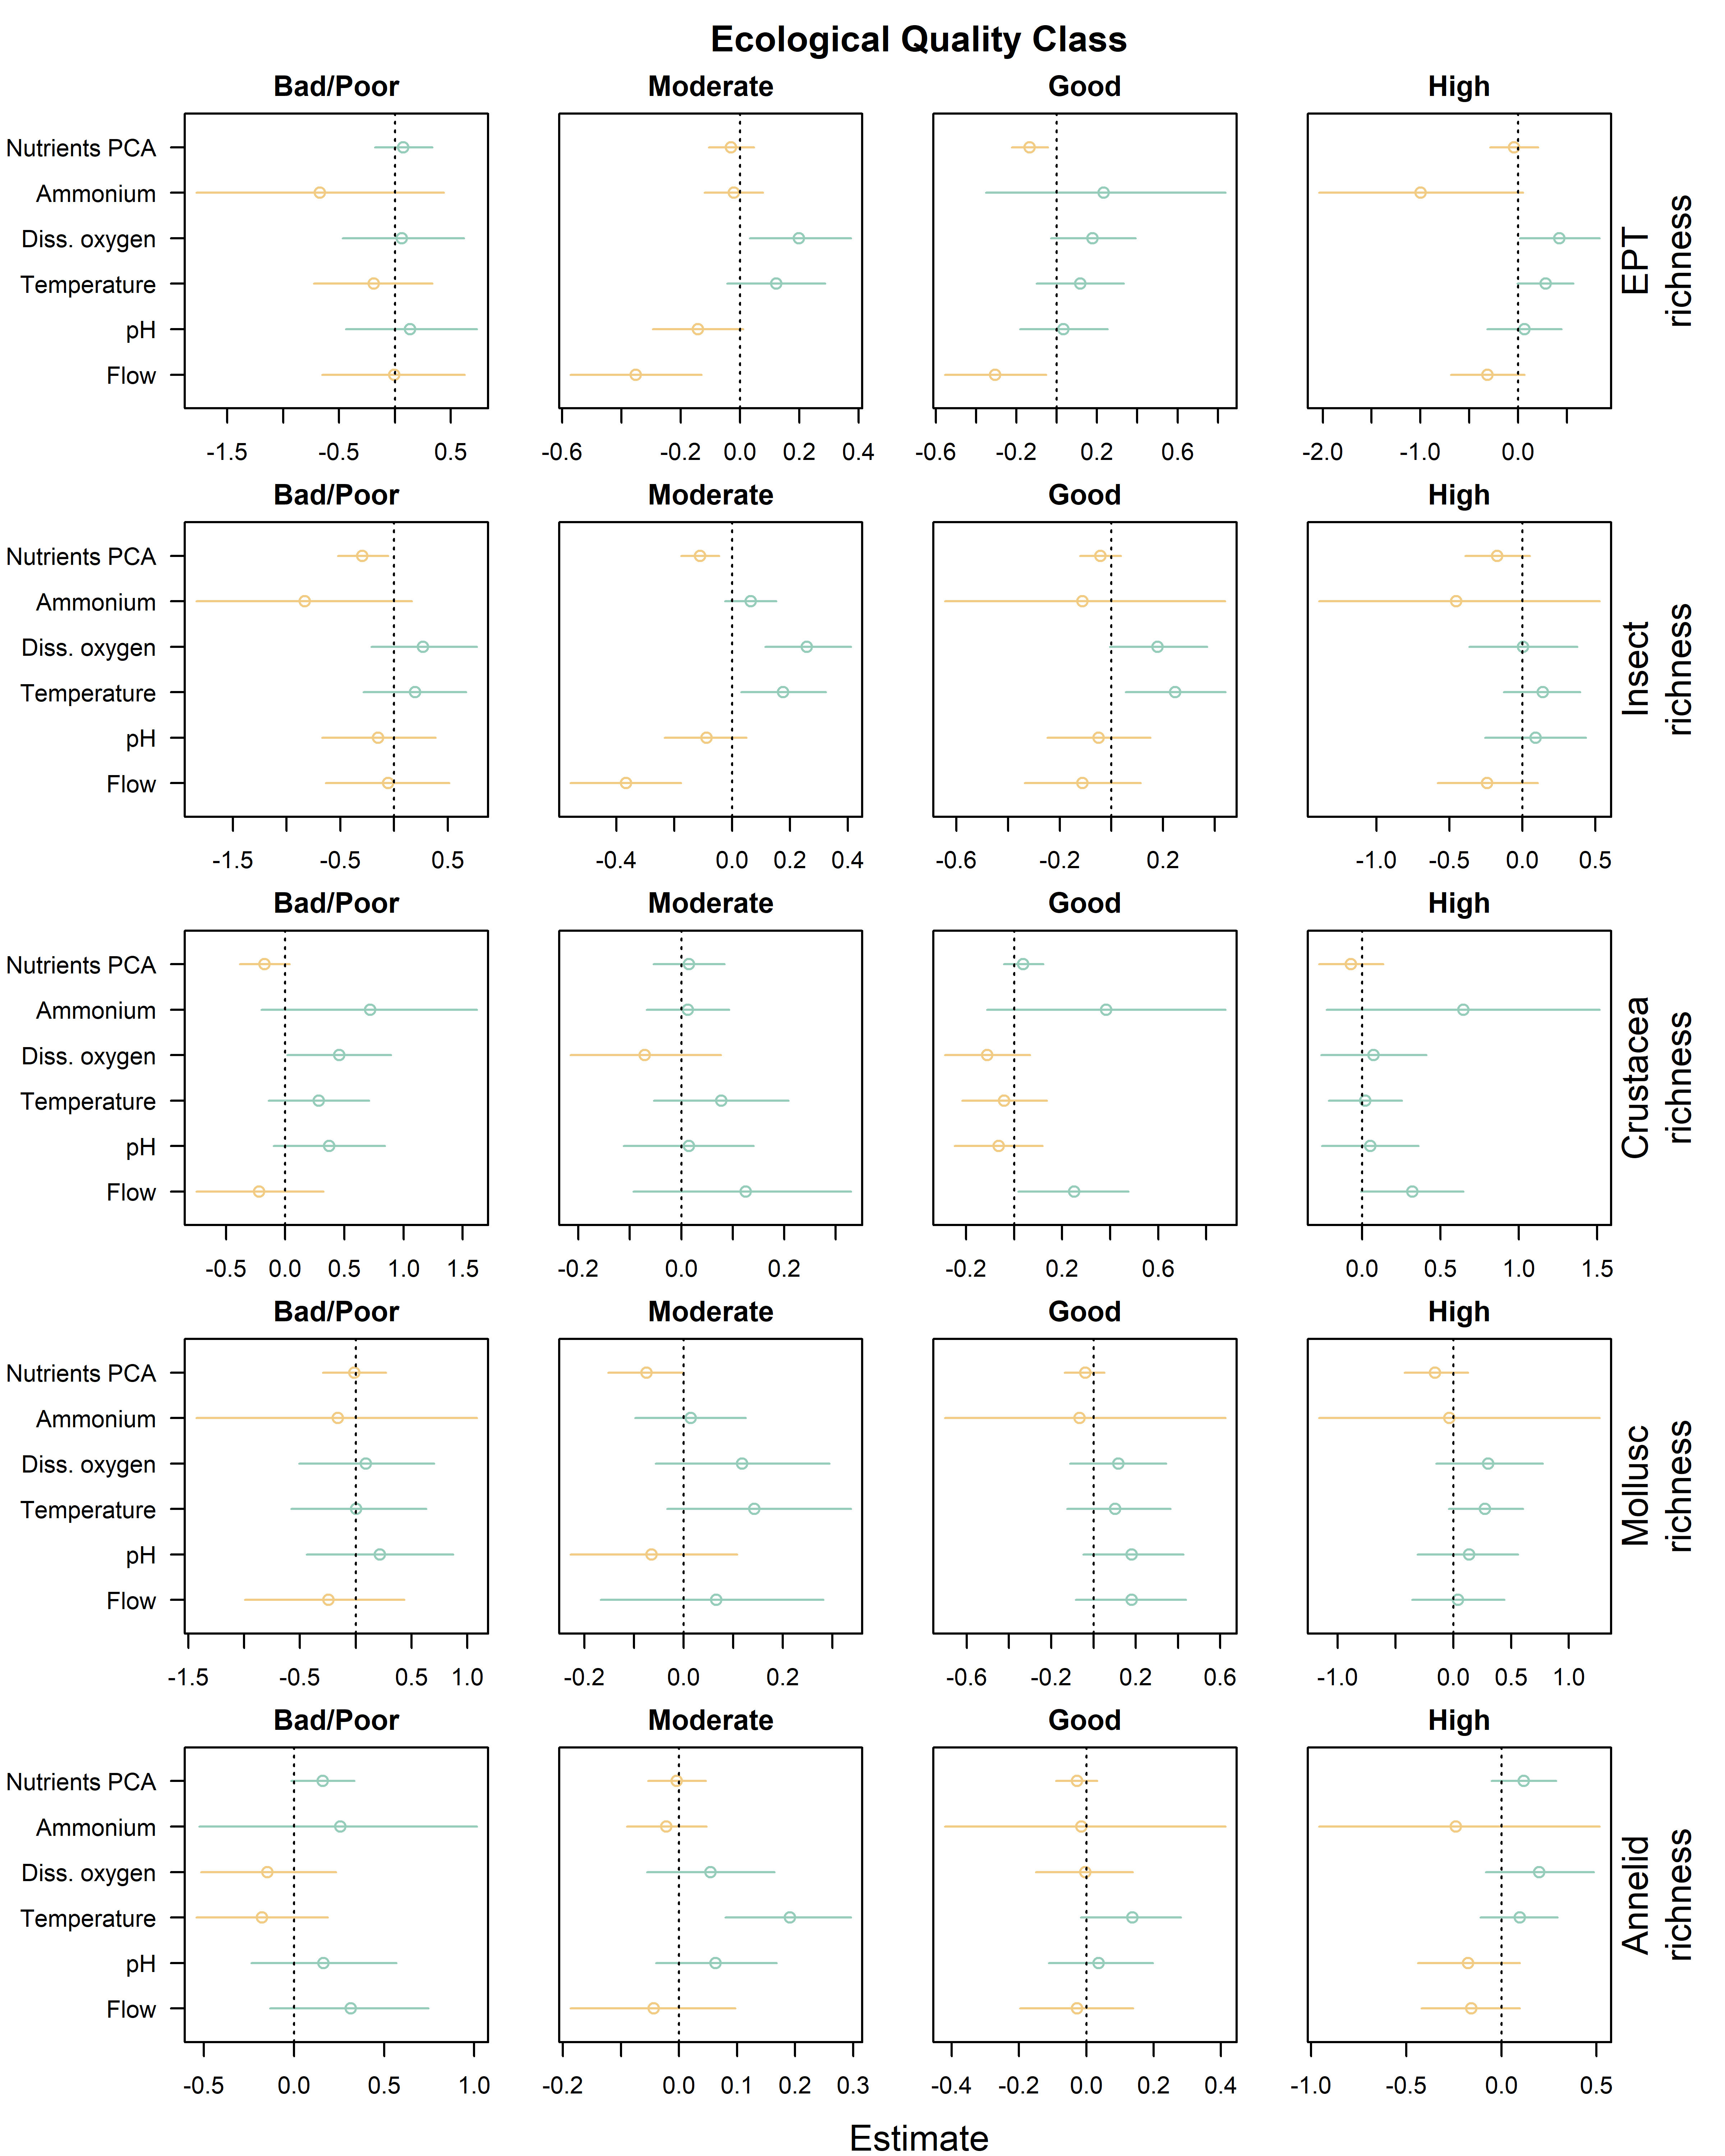 Ecological Quality Class
Bad/Poor Moderate Good High
Nutrients PCA
Ammonium
Diss. oxygen
Temperature
pH
Flow
EPT
richness
-1.5 -0.5 0.5 -0.6 -0.2 0.0 0.2 0.4 -0.6 -0.2 0.2 0.6 -2.0 -1.0 0.0
Bad/Poor Moderate Good High
Nutrients PCA
Ammonium
Diss. oxygen
Temperature
pH
Flow
Insect
richness
-1.5 -0.5 0.5 -0.4 0.0 0.2 0.4 -0.6 -0.2 0.2 -1.0 -0.5 0.0 0.5
Bad/Poor Moderate Good High
Nutrients PCA
Ammonium
Diss. oxygen
Temperature
pH
Flow
Crustacea
richness
-0.5 0.0 0.5 1.0 1.5 -0.2 0.0 0.2 -0.2 0.2 0.6 0.0 0.5 1.0 1.5
Bad/Poor Moderate Good High
Nutrients PCA
Ammonium
Diss. oxygen
Temperature
pH
Flow
Mollusc
richness
-1.5 -0.5 0.5 1.0 -0.2 0.0 0.2 -0.6 -0.2 0.2 0.6 -1.0 0.0 0.5 1.0
Bad/Poor Moderate Good High
Nutrients PCA
Ammonium
Diss. oxygen
Temperature
pH
Flow
Annelid
richness
-0.5 0.0 0.5 1.0 -0.2 0.0 0.1 0.2 0.3 -0.4 -0.2 0.0 0.2 0.4 -1.0 -0.5 0.0 0.5
Estimate